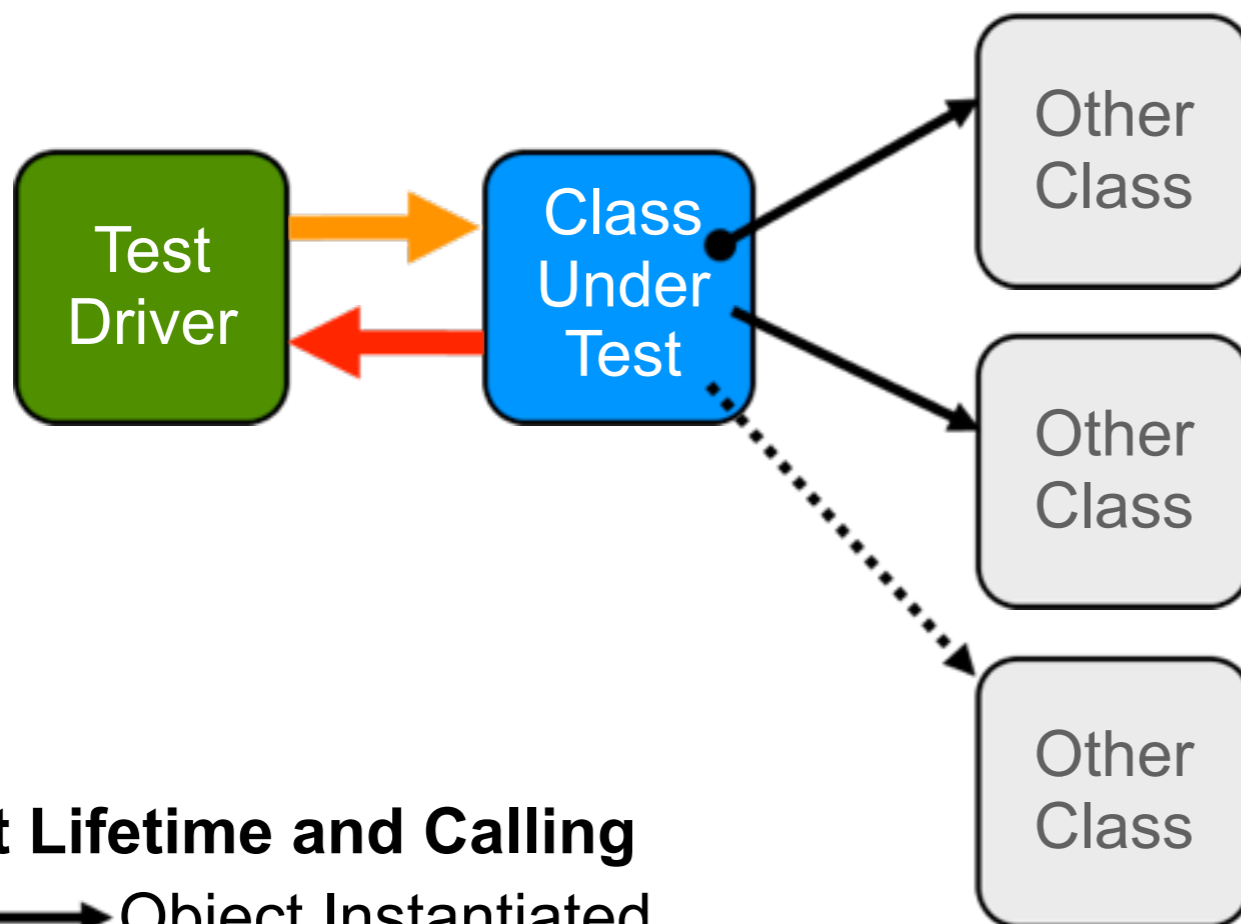 Other
Class
Test
Driver
Class
Under
Test
Other
Class
Other
Class
t Lifetime and Calling
Object Instantiated